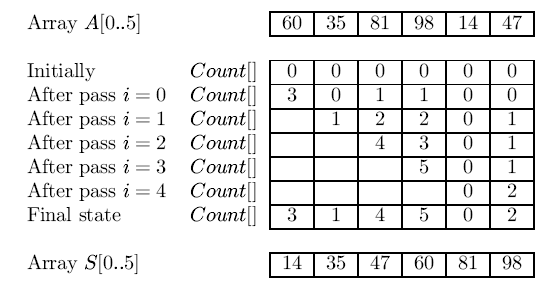 Array A[0..5] 60 35 81 98 14 47
Initially Count[] 0 0 0 0 0 0
After pass i = 0 Count[] 3 0 1 1 0 0
After pass i = 1 Count[] 1 2 2 0 1
After pass i = 2 Count[] 4 3 0 1
After pass i = 3 Count[] 5 0 1
After pass i = 4 Count[] 0 2
Final state Count[] 3 1 4 5 0 2
Array S[0..5] 14 35 47 60 81 98